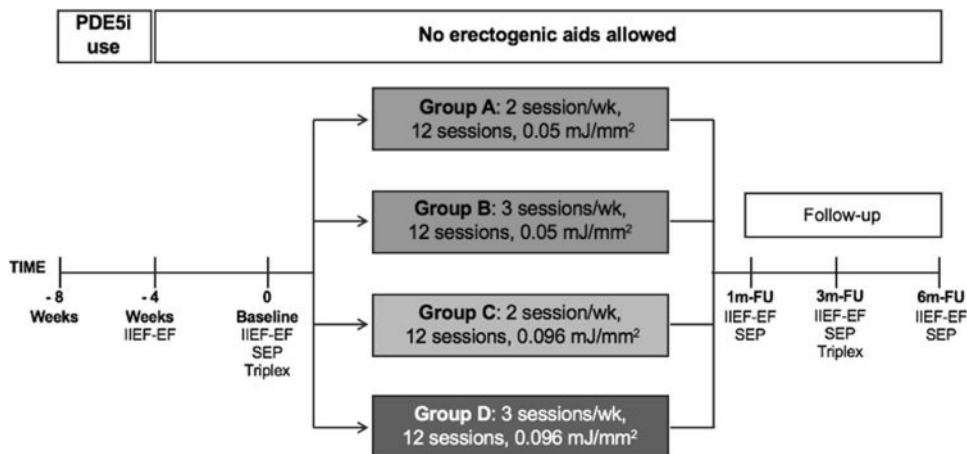 PDE5i
use
No erectogenic aids allowed
Group A: 2 session/wk,
12 sessions, 0.05 mJ/mm²
Group B: 3 sessions/wk,
12 sessions, 0.05 mJ/mm²
Follow-up
TIME
- 8
Weeks
- 4
Weeks
IIEF-EF
0
Baseline
IIEF-EF
SEP
Triplex
Group C: 2 session/wk,
12 sessions, 0.096 mJ/mm²
1m-FU
IIEF-EF
SEP
3m-FU
IIEF-EF
SEP
Triplex
6m-FU
IIEF-EF
SEP
Group D: 3 sessions/wk,
12 sessions, 0.096 mJ/mm²